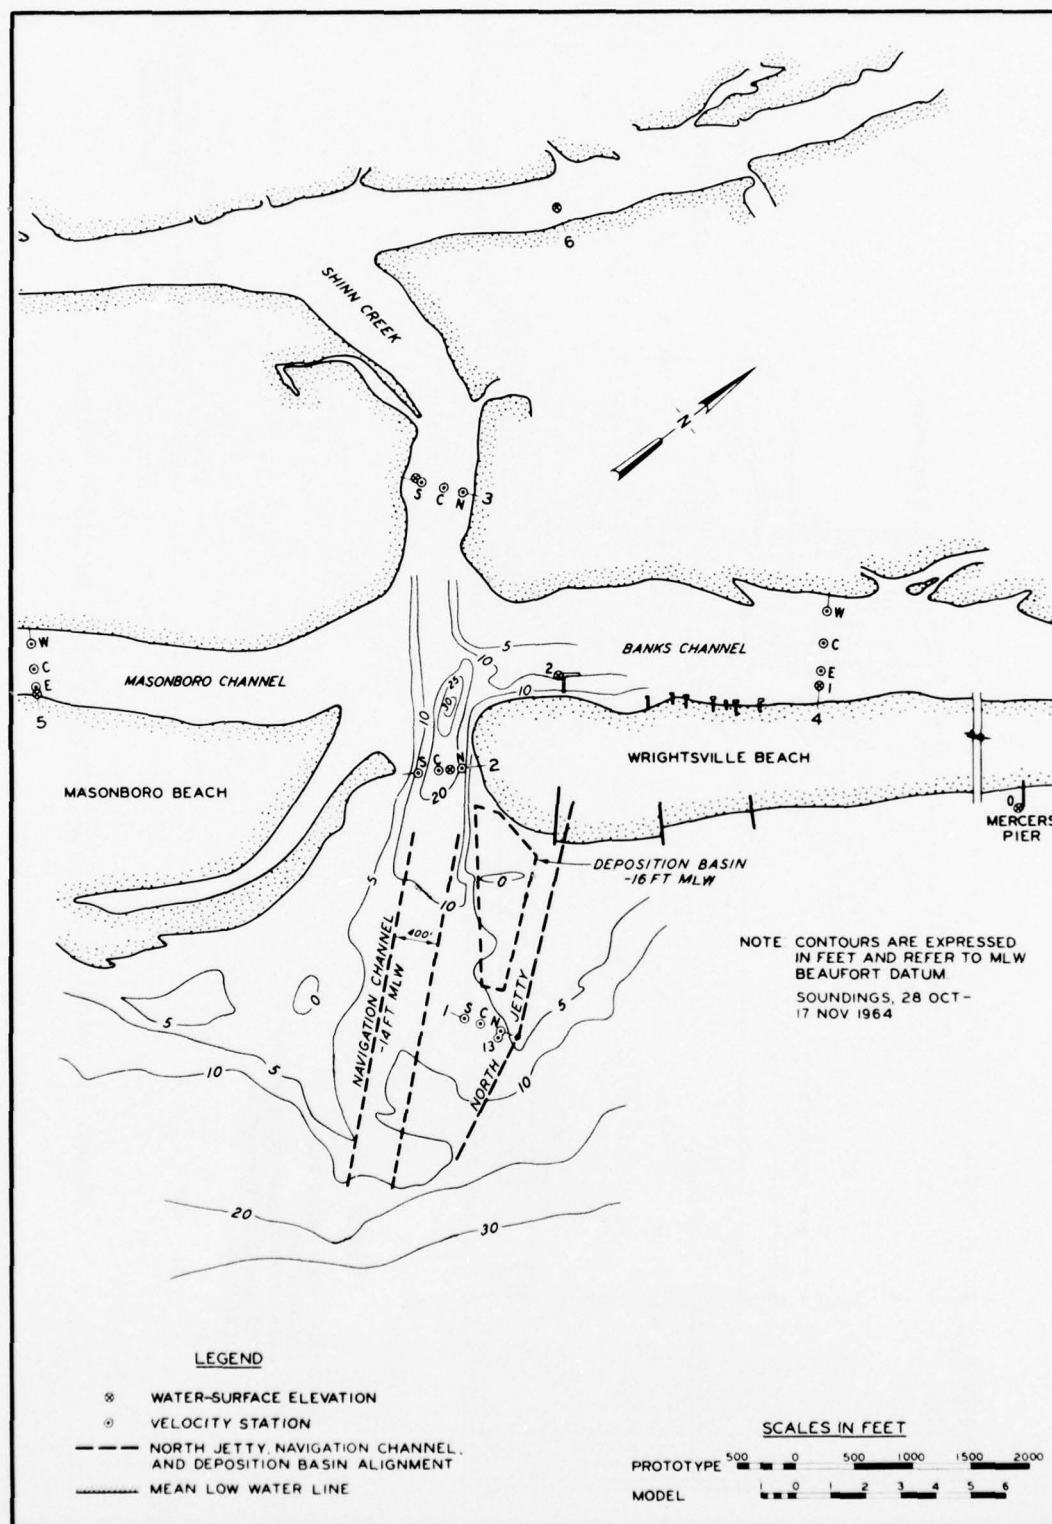 6
SHINN CREEK
N
S C N 3
W
C
E
5
MASONBORO CHANNEL
5
10
10
BANKS CHANNEL
2
W
C
E
1
4
25
30
10
S C N 2
20
MASONBORO BEACH
WRIGHTSVILLE BEACH
0
MERCERS
PIER
DEPOSITION BASIN
-16 FT MLW
5
0
10
400'
NAVIGATION CHANNEL
-14 FT MLW
NOTE: CONTOURS ARE EXPRESSED
IN FEET AND REFER TO MLW
BEAUFORT DATUM.
SOUNDINGS, 28 OCT-
17 NOV 1964
5
0
1 S C N
13
NORTH JETTY
5
10
5
10
20
30
LEGEND
WATER-SURFACE ELEVATION
VELOCITY STATION
NORTH JETTY, NAVIGATION CHANNEL,
AND DEPOSITION BASIN ALIGNMENT
MEAN LOW WATER LINE
SCALES IN FEET
PROTOTYPE 500 0 500 1000 1500 2000
MODEL 1 0 1 2 3 4 5 6